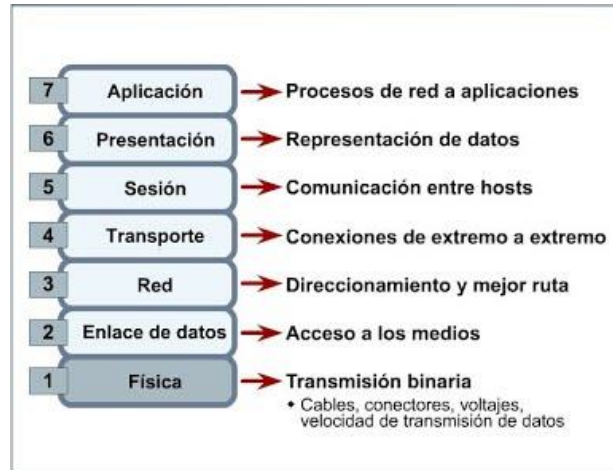 7 Aplicación Procesos de red a aplicaciones
6 Presentación Representación de datos
5 Sesión Comunicación entre hosts
4 Transporte Conexiones de extremo a extremo
3 Red Direccionamiento y mejor ruta
2 Enlace de datos Acceso a los medios
1 Física Transmisión binaria
• Cables, conectores, voltajes,
velocidad de transmisión de datos